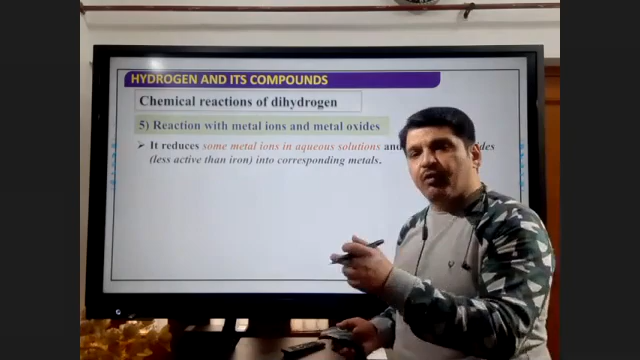 HYDROGEN AND ITS COMPOUNDS
Chemical reactions of dihydrogen
5) Reaction with metal ions and metal oxides
➤ It reduces some metal ions in aqueous solutions and
(less active than iron) into corresponding metals.